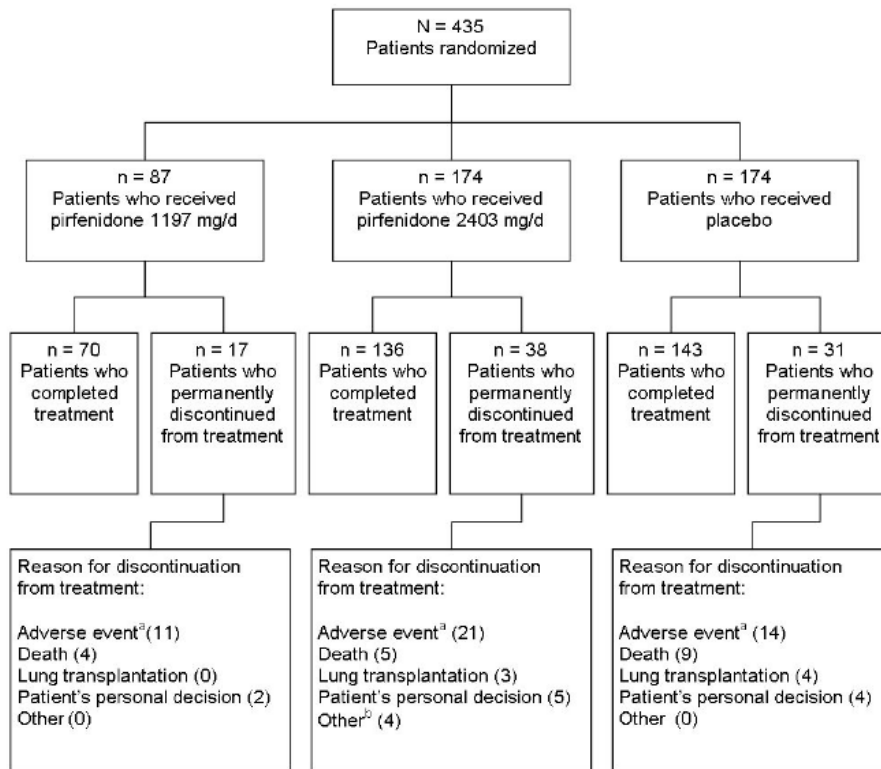 N = 435
Patients randomized
n = 87
Patients who received
pirfenidone 1197 mg/d
n = 174
Patients who received
pirfenidone 2403 mg/d
n = 174
Patients who received
placebo
n = 70
Patients who
completed
treatment
n = 17
Patients who
permanently
discontinued
from treatment
n = 136
Patients who
completed
treatment
n = 38
Patients who
permanently
discontinued
from treatment
n = 143
Patients who
completed
treatment
n = 31
Patients who
permanently
discontinued
from treatment
Reason for discontinuation
from treatment:
Adverse eventᵃ(11)
Death (4)
Lung transplantation (0)
Patient's personal decision (2)
Other (0)
Reason for discontinuation
from treatment:
Adverse eventᵃ (21)
Death (5)
Lung transplantation (3)
Patient's personal decision (5)
Otherᵇ (4)
Reason for discontinuation
from treatment:
Adverse eventᵃ (14)
Death (9)
Lung transplantation (4)
Patient's personal decision (4)
Other (0)